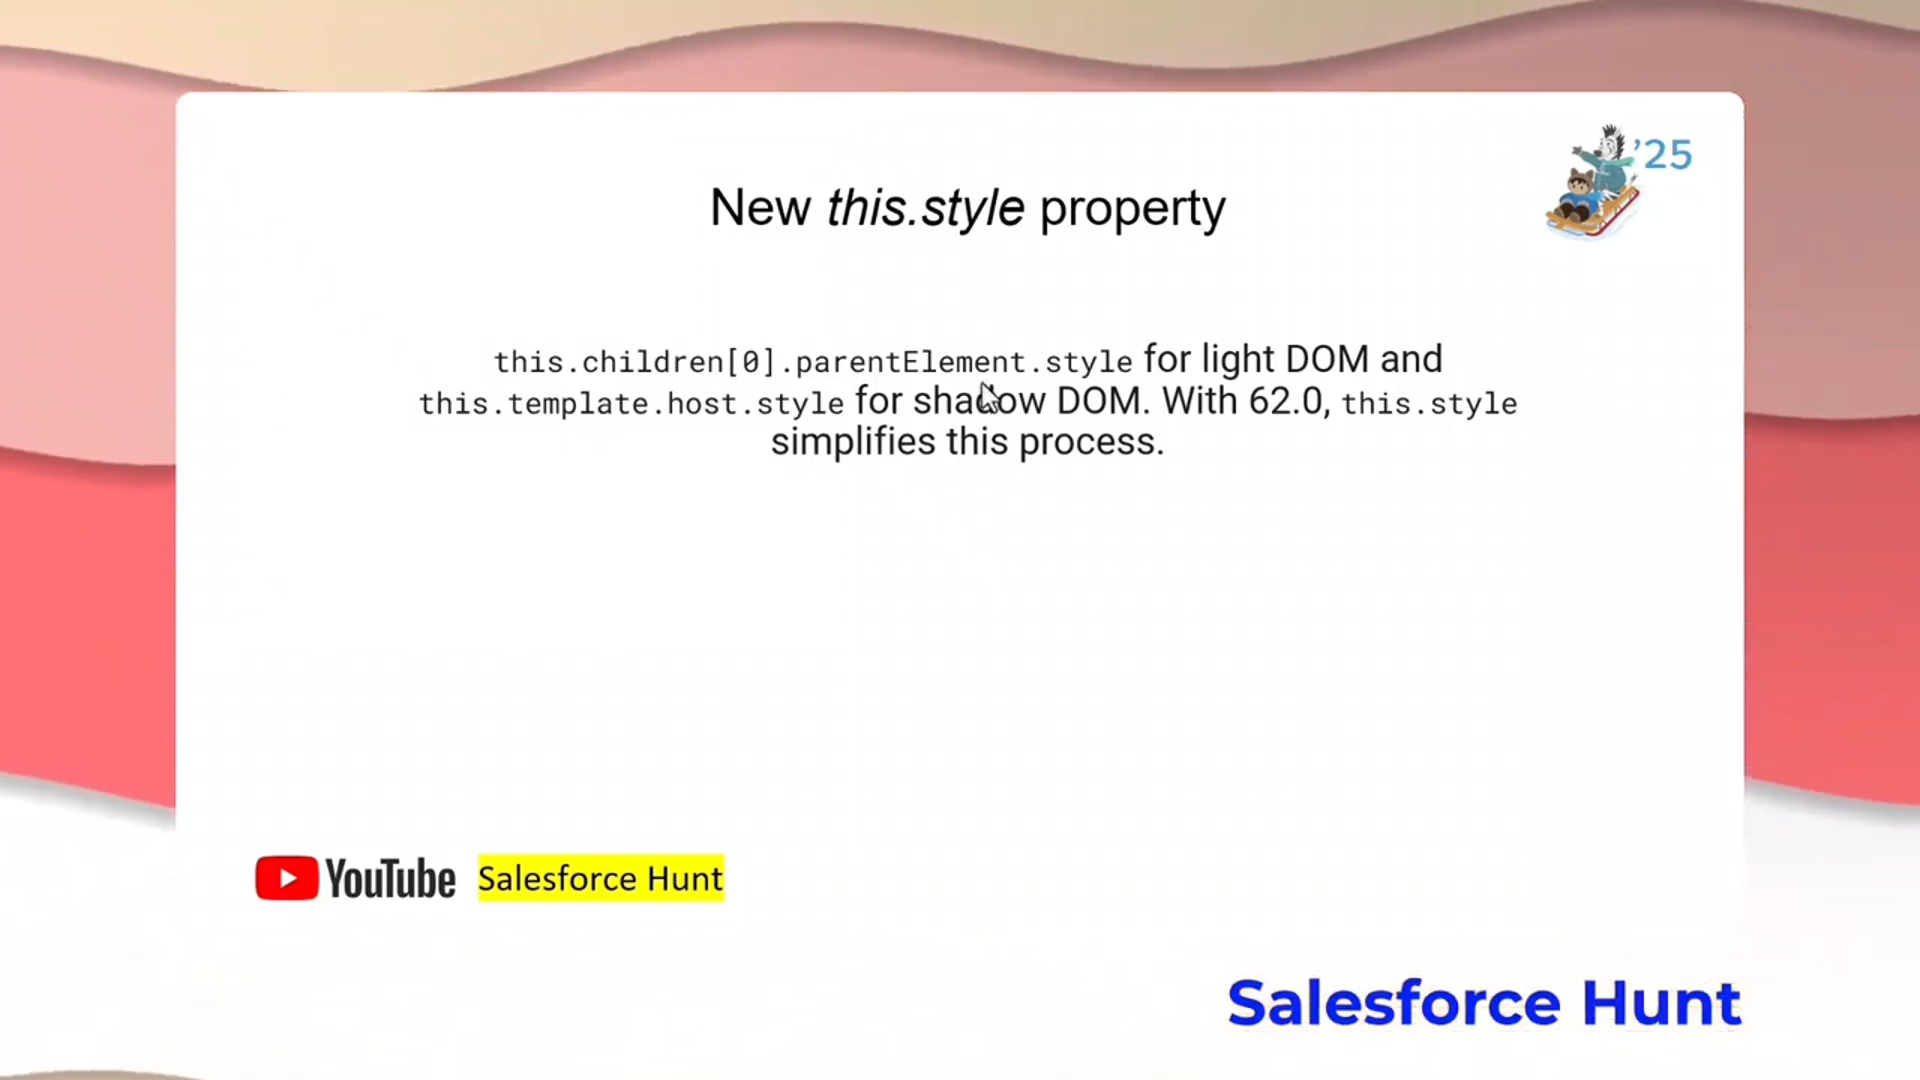 ’25
New this.style property
this.children[0].parentElement.style for light DOM and
this.template.host.style for shadow DOM. With 62.0, this.style
simplifies this process.
YouTube Salesforce Hunt
Salesforce Hunt